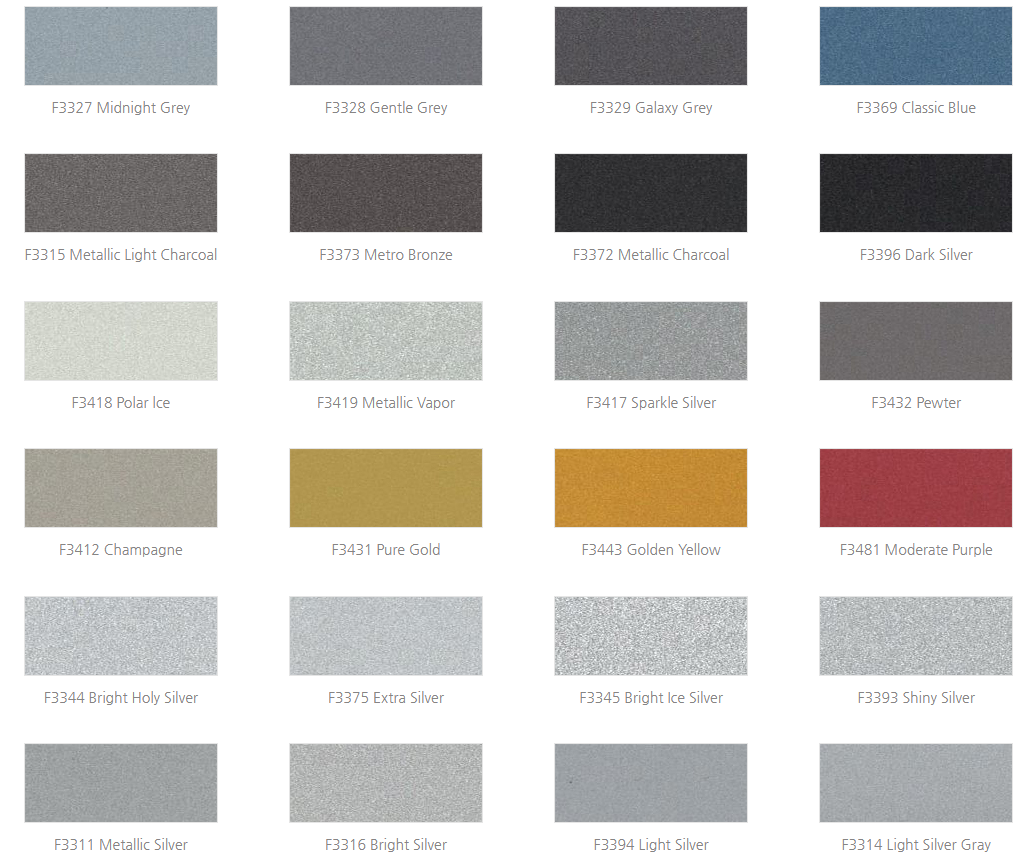 F3327 Midnight Grey
F3328 Gentle Grey
F3329 Galaxy Grey
F3369 Classic Blue
F3315 Metallic Light Charcoal
F3373 Metro Bronze
F3372 Metallic Charcoal
F3396 Dark Silver
F3418 Polar Ice
F3419 Metallic Vapor
F3417 Sparkle Silver
F3432 Pewter
F3412 Champagne
F3431 Pure Gold
F3443 Golden Yellow
F3481 Moderate Purple
F3344 Bright Holy Silver
F3375 Extra Silver
F3345 Bright Ice Silver
F3393 Shiny Silver
F3311 Metallic Silver
F3316 Bright Silver
F3394 Light Silver
F3314 Light Silver Gray